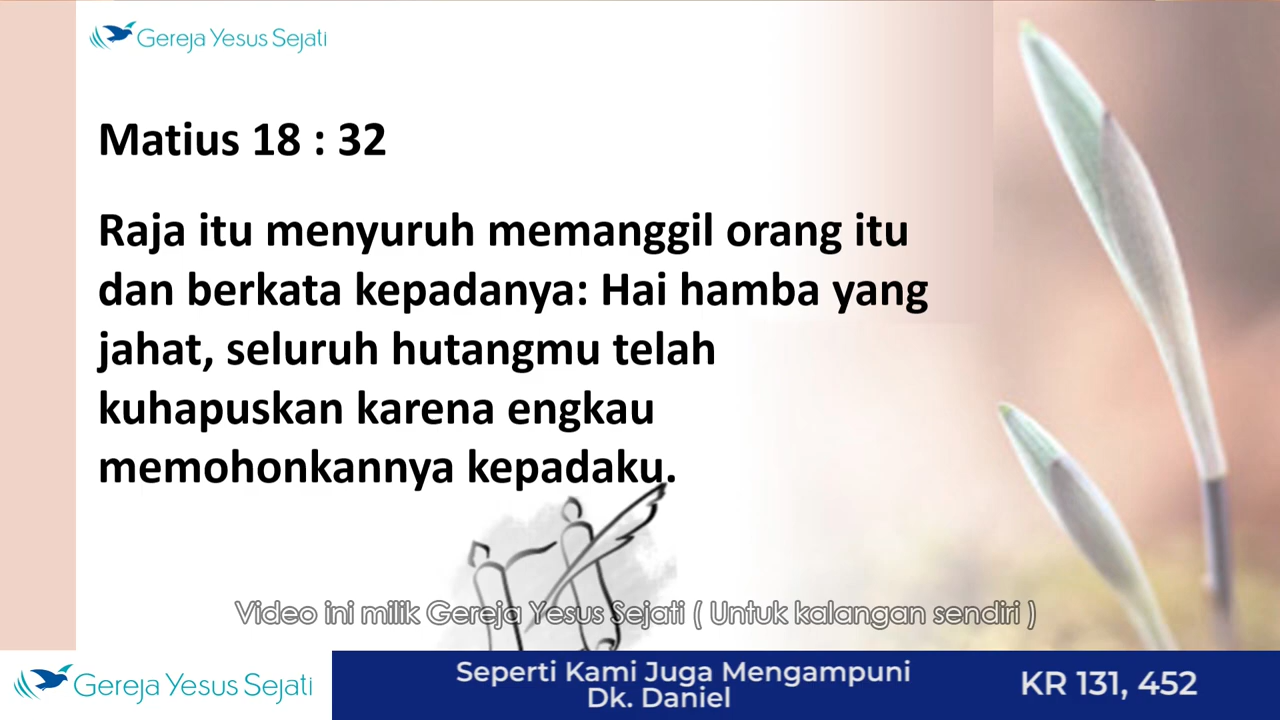 Gereja Yesus Sejati
Matius 18 : 32
Raja itu menyuruh memanggil orang itu
dan berkata kepadanya: Hai hamba yang
jahat, seluruh hutangmu telah
kuhapuskan karena engkau
memohonkannya kepadaku.
Video ini milik Gereja Yesus Sejati ( Untuk kalangan sendiri )
Gereja Yesus Sejati
Seperti Kami Juga Mengampuni
Dk. Daniel
KR 131, 452